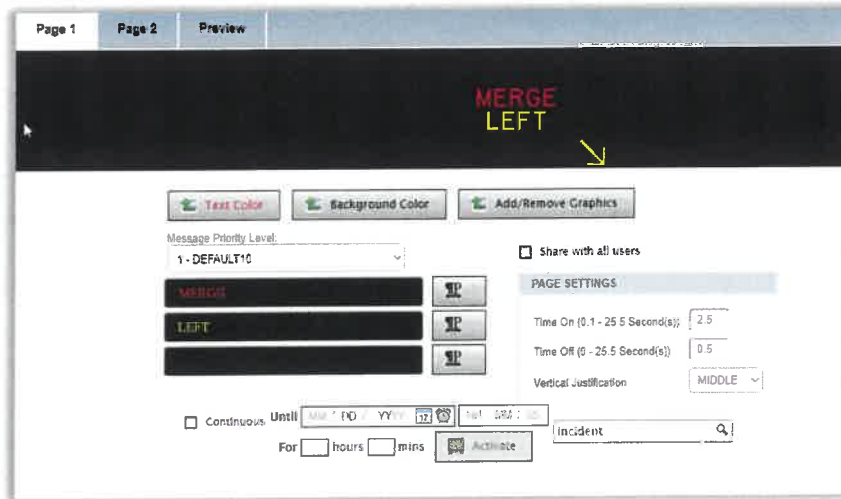 Page 1 Page 2 Preview
MERGE
LEFT
Text Color Background Color Add/Remove Graphics
Message Priority Level:
1 - DEFAULT10
Share with all users
MERGE
PAGE SETTINGS
LEFT
Time On (0.1 - 25.5 Second(s))
2.5
Time Off (0 - 25.5 Second(s))
0.5
Vertical Justification
MIDDLE
Continuous Until MM / DD / YYYY 17
incident
For hours mins Activate